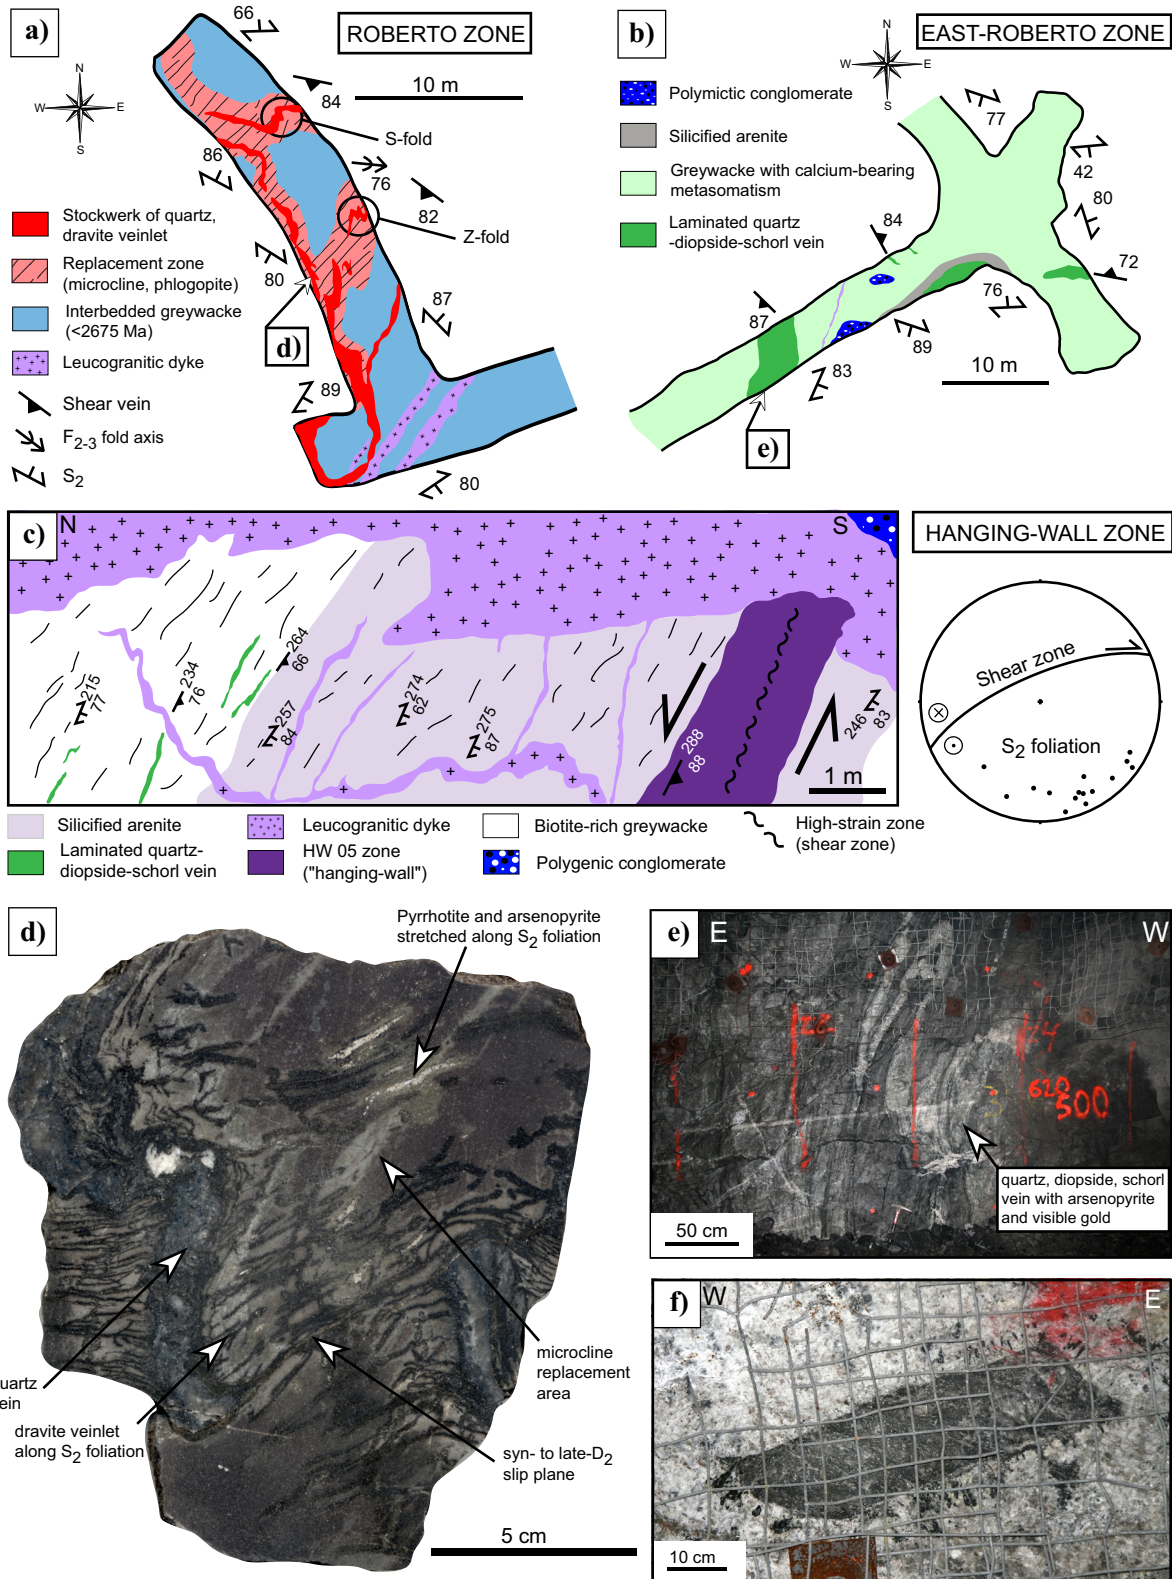 a)
66
ROBERTO ZONE
N
W E
S
84
10 m
S-fold
86
76
82
Z-fold
80
87
d)
89
80
Stockwerk of quartz,
dravite veinlet
Replacement zone
(microcline, phlogopite)
Interbedded greywacke
(<2675 Ma)
Leucogranitic dyke
Shear vein
F2-3 fold axis
S2
b)
EAST-ROBERTO ZONE
N
W E
S
Polymictic conglomerate
Silicified arenite
Greywacke with calcium-bearing
metasomatism
Laminated quartz
-diopside-schorl vein
77
42
80
84
72
76
87
89
83
10 m
e)
c)
N
S
215
77
234
76
264
66
257
84
274
62
275
87
288
88
246
83
1 m
HANGING-WALL ZONE
Shear zone
S2 foliation
Silicified arenite
Laminated quartz-
diopside-schorl vein
Leucogranitic dyke
HW 05 zone
("hanging-wall")
Biotite-rich greywacke
Polygenic conglomerate
High-strain zone
(shear zone)
d)
Pyrrhotite and arsenopyrite
stretched along S2 foliation
uartz
ein
dravite veinlet
along S2 foliation
microcline
replacement
area
syn- to late-D2
slip plane
5 cm
e)
E
W
620
500
quartz, diopside, schorl
vein with arsenopyrite
and visible gold
50 cm
f)
W
E
10 cm